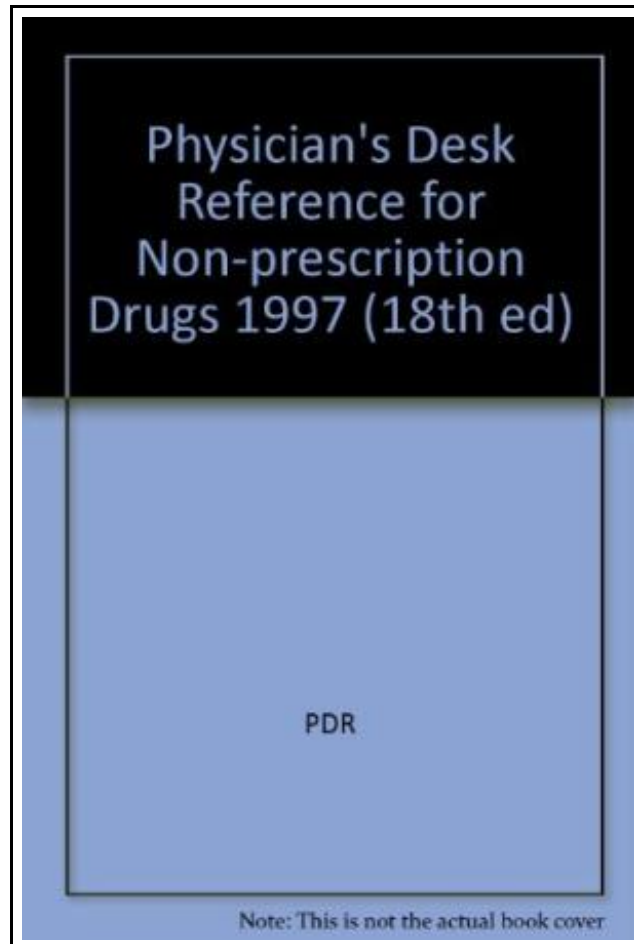 Physician's Desk
Reference for
Non-prescription
Drugs 1997 (18th ed)
PDR
Note: This is not the actual book cover